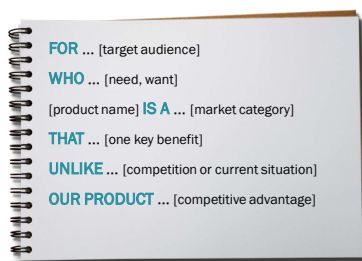 FOR ... [target audience]
WHO ... [need, want]
[product name] IS A ... [market category]
THAT ... [one key benefit]
UNLIKE ... [competition or current situation]
OUR PRODUCT ... [competitive advantage]